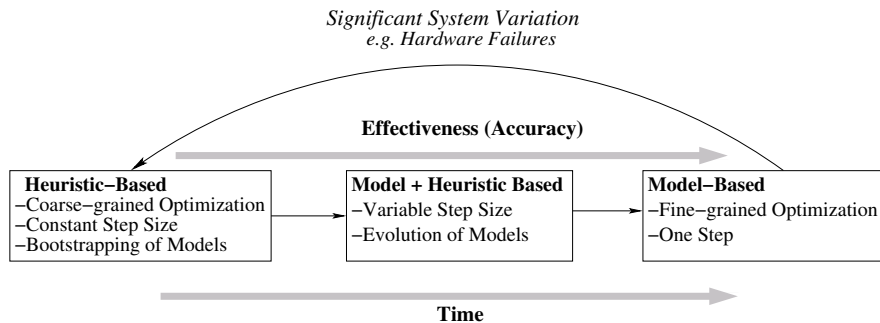 Significant System Variation
e.g. Hardware Failures
Effectiveness (Accuracy)
Heuristic−Based
−Coarse−grained Optimization
−Constant Step Size
−Bootstrapping of Models
Model + Heuristic Based
−Variable Step Size
−Evolution of Models
Model−Based
−Fine−grained Optimization
−One Step
Time